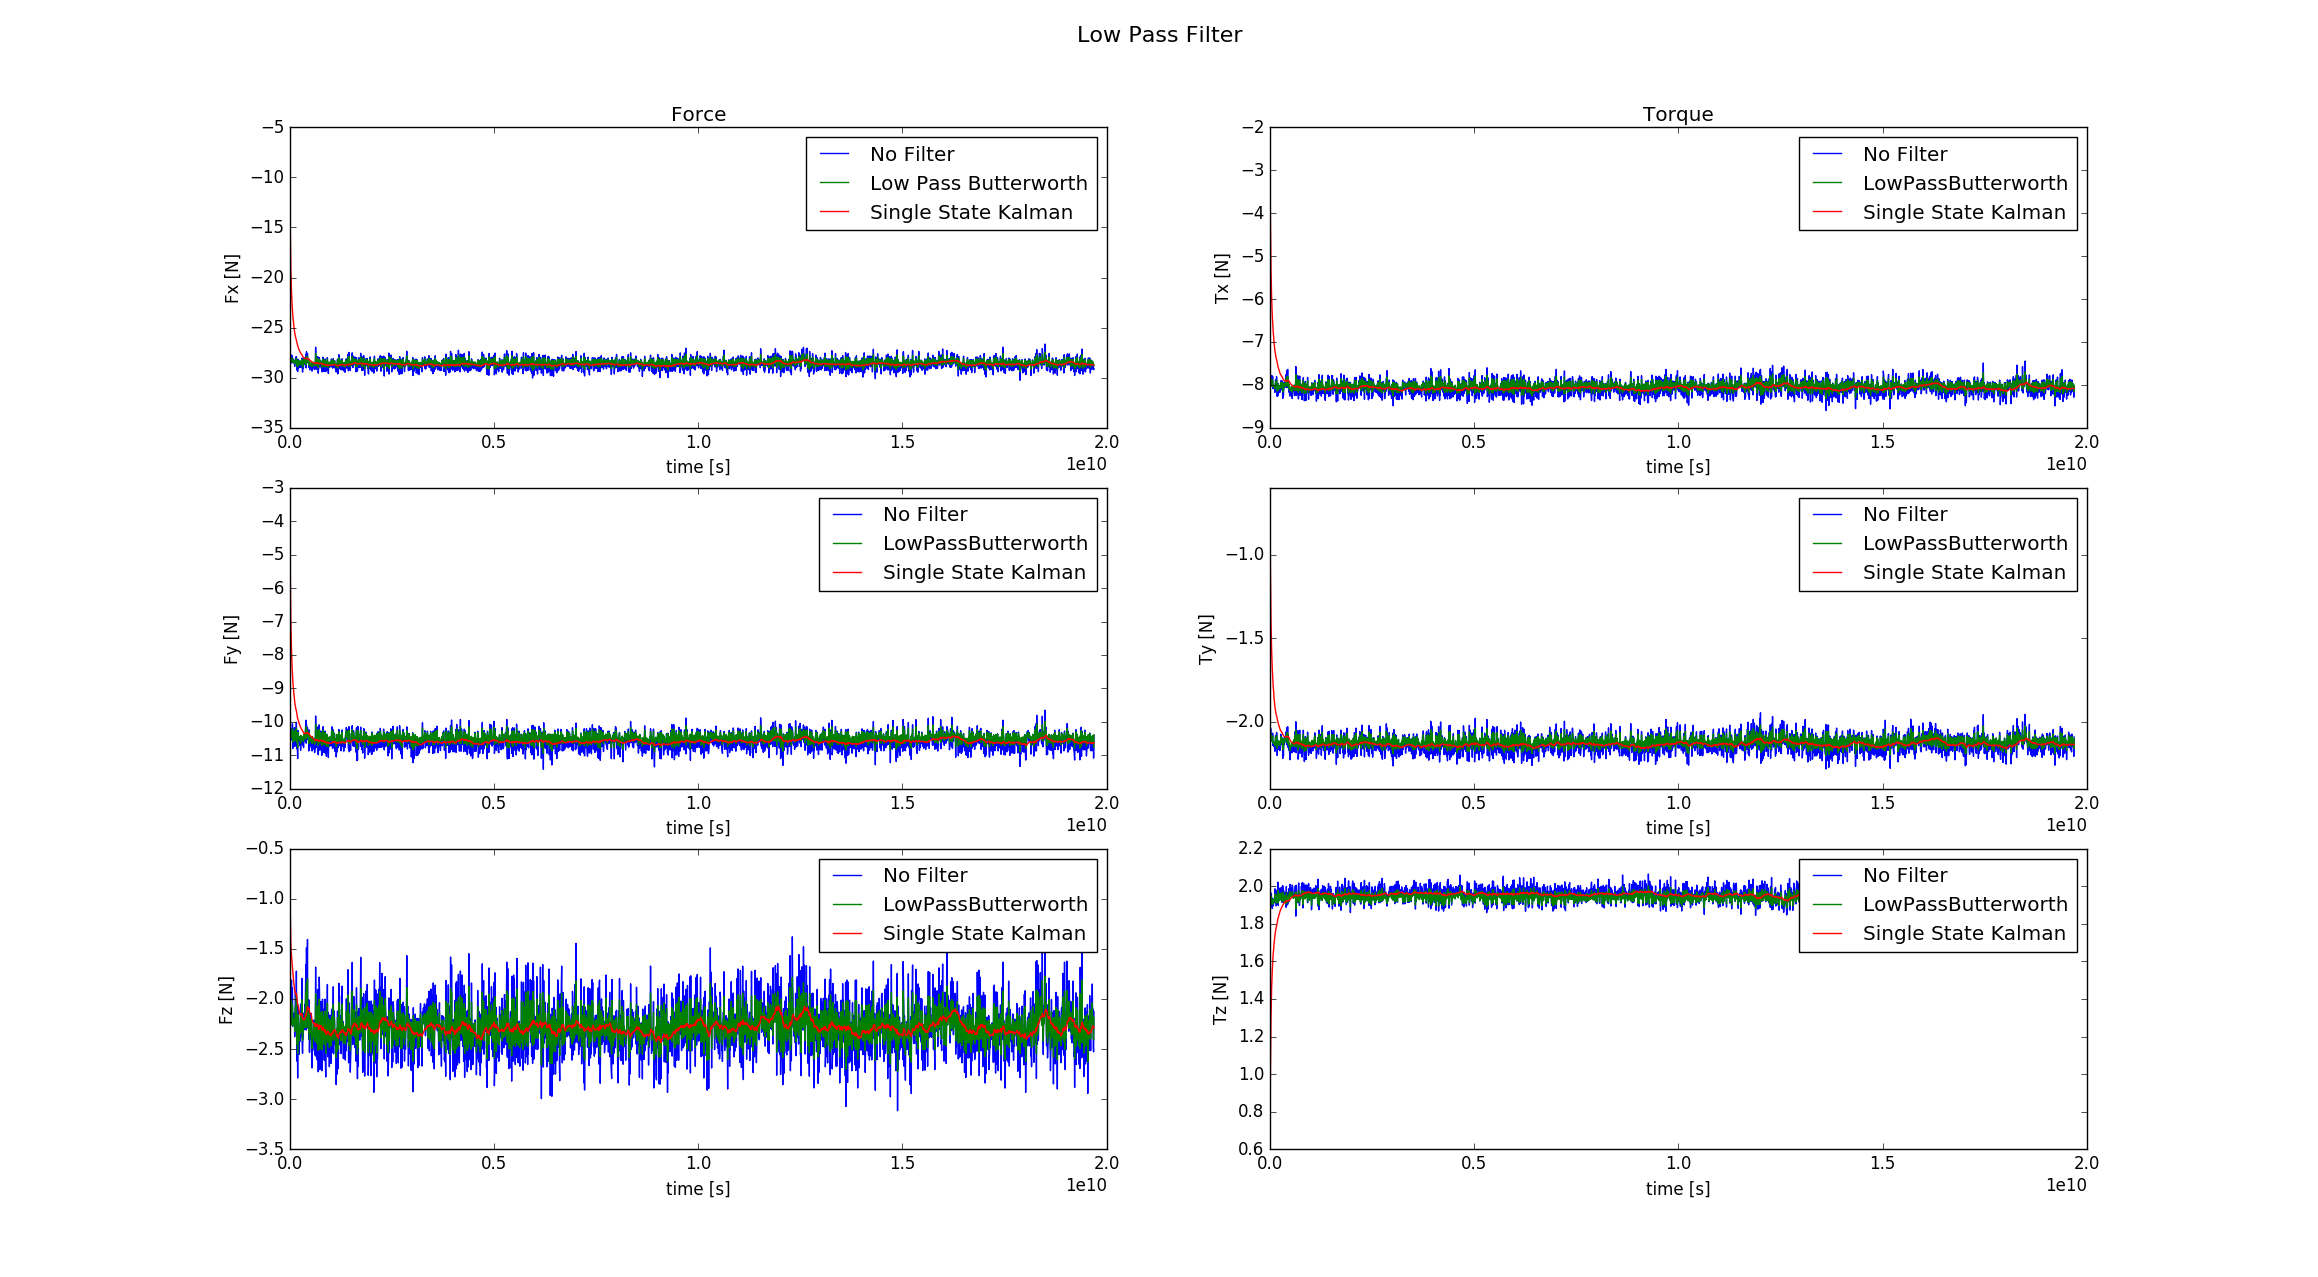 Low Pass Filter
Force
−5
−10
−15
−20
−25
−30
−35
Fx [N]
No Filter
Low Pass Butterworth
Single State Kalman
0.0 0.5 1.0 1.5 2.0
time [s]
1e10
Torque
−2
−3
−4
−5
−6
−7
−8
−9
Tx [N]
No Filter
LowPassButterworth
Single State Kalman
0.0 0.5 1.0 1.5 2.0
time [s]
1e10
−3
−4
−5
−6
−7
−8
−9
−10
−11
−12
Fy [N]
No Filter
LowPassButterworth
Single State Kalman
0.0 0.5 1.0 1.5 2.0
time [s]
1e10
−1.0
−1.5
−2.0
Ty [N]
No Filter
LowPassButterworth
Single State Kalman
0.0 0.5 1.0 1.5 2.0
time [s]
1e10
−0.5
−1.0
−1.5
−2.0
−2.5
−3.0
−3.5
Fz [N]
No Filter
LowPassButterworth
Single State Kalman
0.0 0.5 1.0 1.5 2.0
time [s]
1e10
2.2
2.0
1.8
1.6
1.4
1.2
1.0
0.8
0.6
Tz [N]
No Filter
LowPassButterworth
Single State Kalman
0.0 0.5 1.0 1.5 2.0
time [s]
1e10